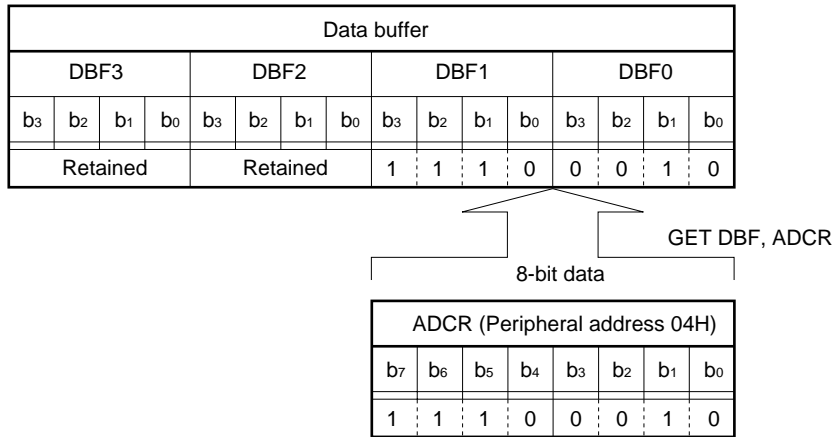 Data buffer
DBF3 DBF2 DBF1 DBF0
b3 b2 b1 b0 b3 b2 b1 b0 b3 b2 b1 b0 b3 b2 b1 b0
Retained Retained 1 1 1 0 0 0 1 0
GET DBF, ADCR
8-bit data
ADCR (Peripheral address 04H)
b7 b6 b5 b4 b3 b2 b1 b0
1 1 1 0 0 0 1 0